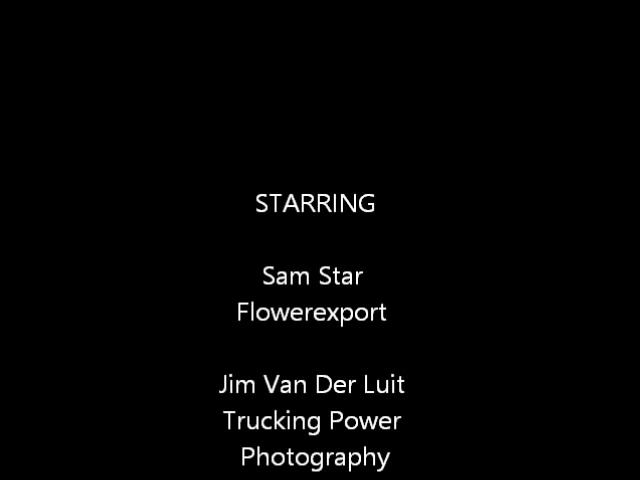 STARRING
Sam Star
Flowerexport
Jim Van Der Luit
Trucking Power
Photography